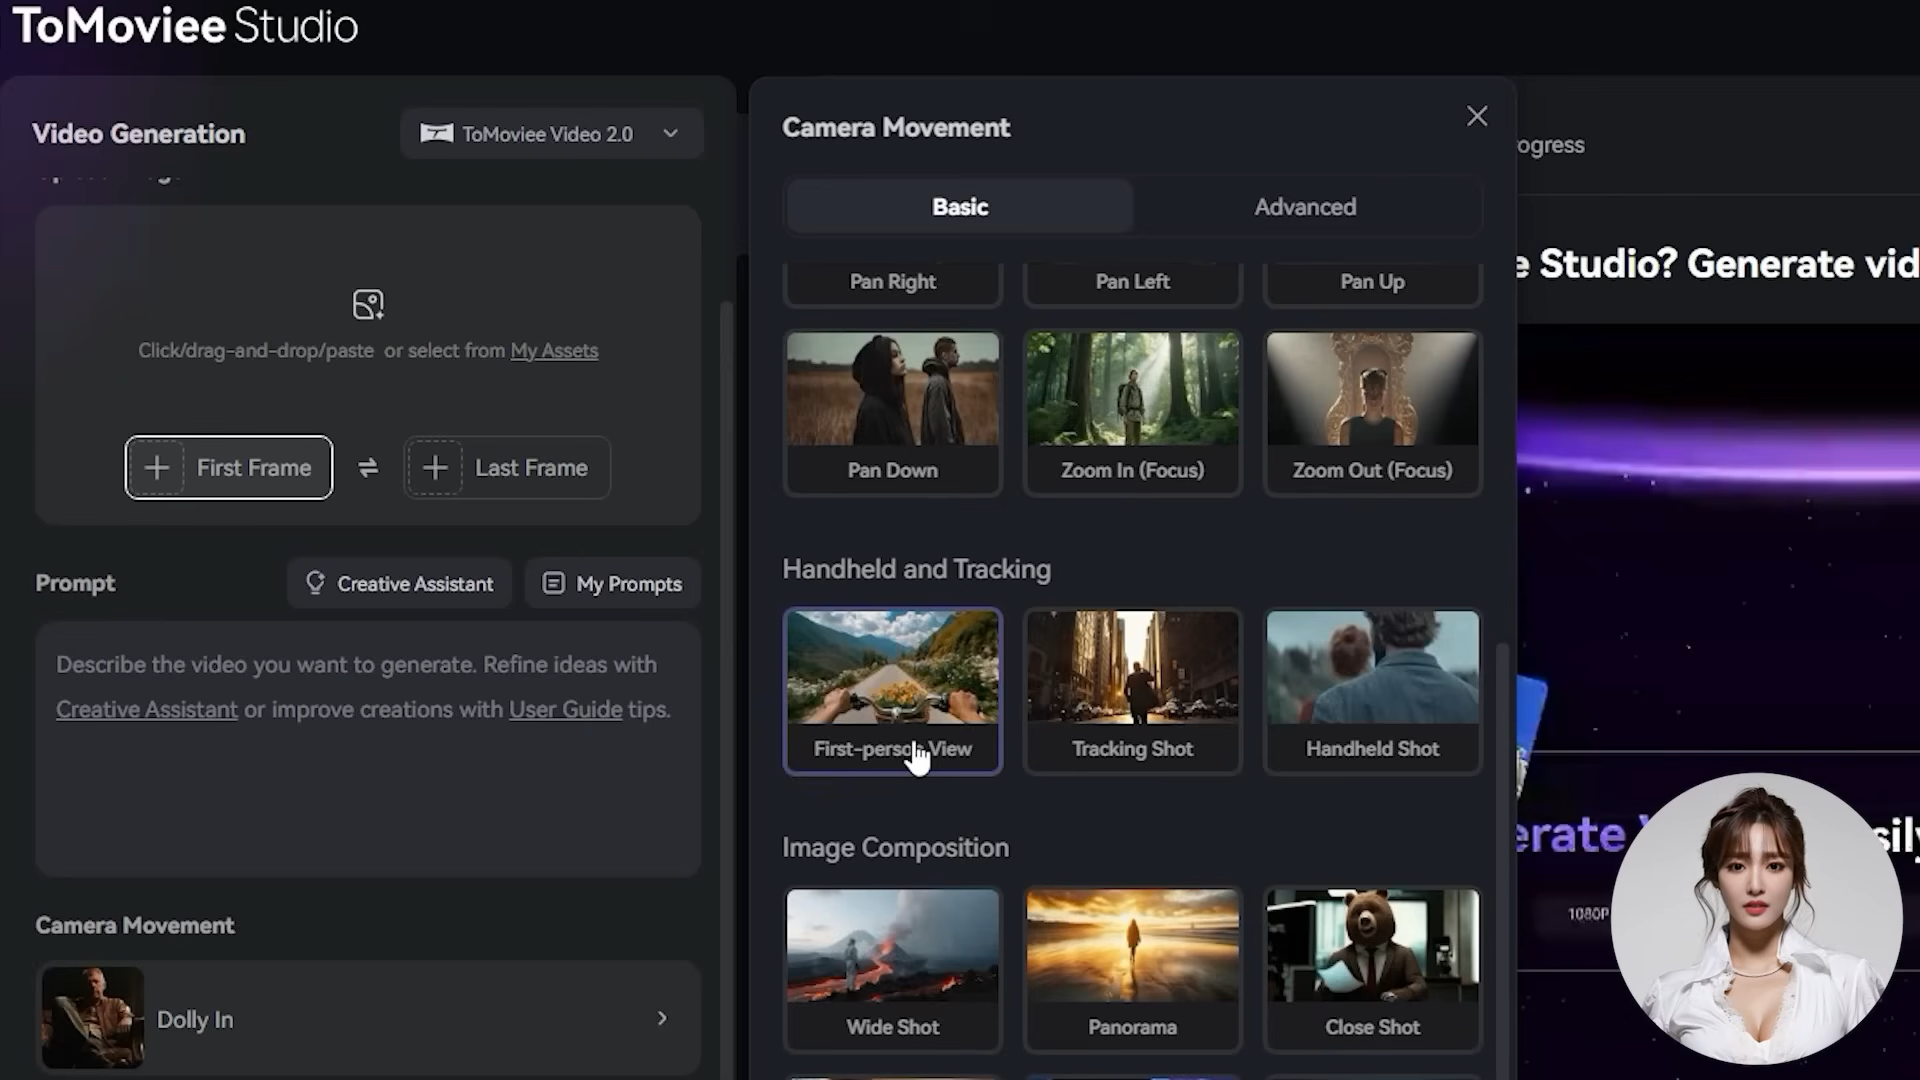 ToMoviee Studio
Video Generation
ToMoviee Video 2.0
Click/drag-and-drop/paste or select from My Assets
First Frame
Last Frame
Prompt
Creative Assistant
My Prompts
Describe the video you want to generate. Refine ideas with
Creative Assistant or improve creations with User Guide tips.
Camera Movement
Dolly In
Camera Movement
Basic
Advanced
Pan Right
Pan Left
Pan Up
Pan Down
Zoom In (Focus)
Zoom Out (Focus)
Handheld and Tracking
First-person View
Tracking Shot
Handheld Shot
Image Composition
Wide Shot
Panorama
Close Shot
ogress
e Studio? Generate vid
erate
sily
1080P